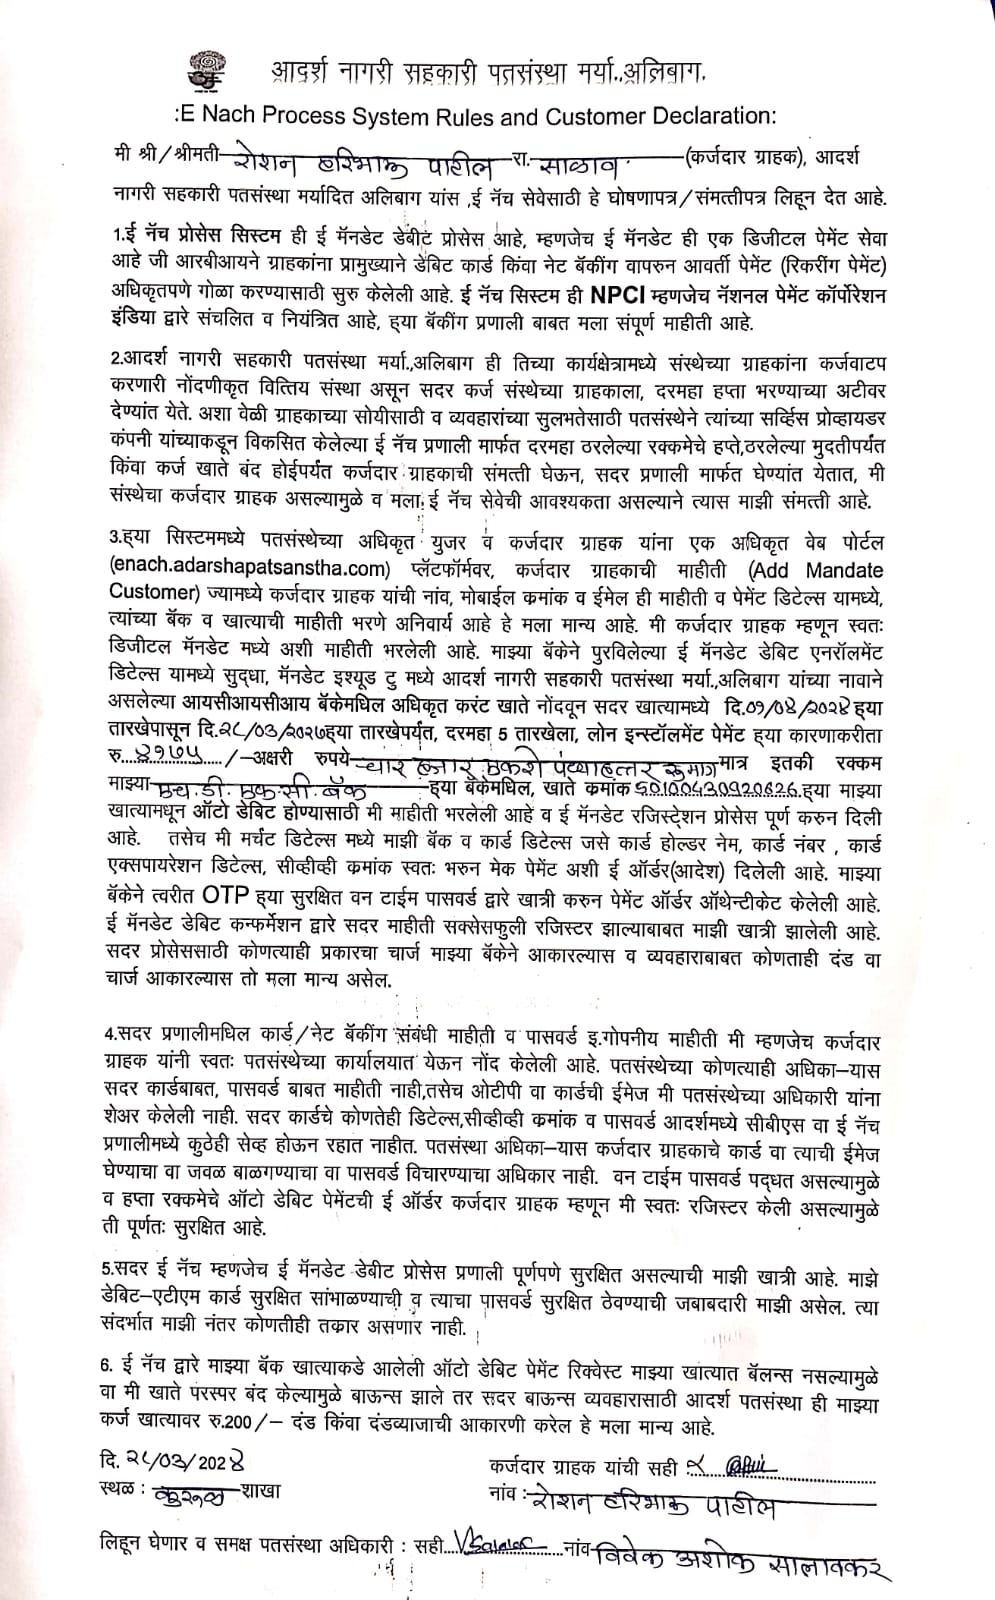 आदर्श नागरी सहकारी पतसंस्था मर्या.,अलिबाग.
:E Nach Process System Rules and Customer Declaration:
मी श्री/श्रीमती रोशन हरिभाऊ पाटील रा. साळाव (कर्जदार ग्राहक), आदर्श
नागरी सहकारी पतसंस्था मर्यादित अलिबाग यांस ,ई नॅच सेवेसाठी हे घोषणापत्र/संमत्तीपत्र लिहून देत आहे.
1.ई नॅच प्रोसेस सिस्टिम ही ई मॅनडेट डेबीट प्रोसेस आहे, म्हणजेच ई मॅनडेट ही एक डिजीटल पेमेंट सेवा
आहे जी आरबीआयने ग्राहकांना प्रामुख्याने डेबिट कार्ड किंवा नेट बॅकींग वापरुन आवर्ती पेमेंट (रिकरींग पेमेंट)
अधिकृतपणे गोळा करण्यासाठी सुरु केलेली आहे. ई नॅच सिस्टिम ही NPCI म्हणजेच नॅशनल पेमेंट कॉर्पोरेशन
इंडिया द्वारे संचलित व नियंत्रित आहे, ह्या बॅकींग प्रणाली बाबत मला संपूर्ण माहीती आहे.
2.आदर्श नागरी सहकारी पतसंस्था मर्या.,अलिबाग ही तिच्या कार्यक्षेत्रामध्ये संस्थेच्या ग्राहकांना कर्जवाटप
करणारी नोंदणीकृत वित्तिय संस्था असून सदर कर्ज संस्थेच्या ग्राहकाला, दरमहा हप्ता भरण्याच्या अटीवर
देण्यांत येते. अशा वेळी ग्राहकाच्या सोयीसाठी व व्यवहारांच्या सुलभतेसाठी पतसंस्थेने त्यांच्या सर्व्हिस प्रोव्हायडर
कंपनी यांच्याकडून विकसित केलेल्या ई नॅच प्रणाली मार्फत दरमहा ठरलेल्या रक्कमेचे हप्ते,ठरलेल्या मुदतीपर्यंत
किंवा कर्ज खाते बंद होईपर्यंत कर्जदार ग्राहकाची संमत्ती घेऊन, सदर प्रणाली मार्फत घेण्यांत येतात, मी
संस्थेचा कर्जदार ग्राहक असल्यामुळे व मला ई नॅच सेवेची आवश्यकता असल्याने त्यास माझी संमत्ती आहे.
3.ह्या सिस्टममध्ये पतसंस्थेच्या अधिकृत युजर व कर्जदार ग्राहक यांना एक अधिकृत वेब पोर्टल
(enach.adarshapatsanstha.com) प्लॅटफॉर्मवर, कर्जदार ग्राहकाची माहीती (Add Mandate
Customer) ज्यामध्ये कर्जदार ग्राहक यांची नांव, मोबाईल कमांक व ईमेल ही माहीती व पेमेंट डिटेल्स यामध्ये,
त्यांच्या बॅक व खात्याची माहीती भरणे अनिवार्य आहे हे मला मान्य आहे. मी कर्जदार ग्राहक म्हणून स्वतः
डिजीटल मॅनडेट मध्ये अशी माहीती भरलेली आहे. माझ्या बॅकेने पुरविलेल्या ई मॅनडेट डेबिट एनरॉलमेंट
डिटेल्स यामध्ये सुद्धा, मॅनडेट इश्यूड टु मध्ये आदर्श नागरी सहकारी पतसंस्था मर्या.,अलिबाग यांच्या नावाने
असलेल्या आयसीआयसीआय बॅकेमधिल अधिकृत करंट खाते नोंदवून सदर खात्यामध्ये दि.०१/०४/२०२४ ह्या
तारखेपासून दि.२८/०३/२०२७ ह्या तारखेपर्यंत, दरमहा 5 तारखेला, लोन इन्स्टॉलमेंट पेमेंट ह्या कारणाकरीता
रु. ४१७५ /-अक्षरी रुपये चार हजार एकशे पंच्याहत्तर रुपये मात्र इतकी रक्कम
माझ्या एच.डी.एफ.सी.बँक ह्या बॅकेमधिल, खाते क्रमांक 50100430920626.ह्या माझ्या
खात्यामधून ऑटो डेबिट होण्यासाठी मी माहीती भरलेली आहे व ई मॅनडेट रजिस्ट्रेशन प्रोसेस पूर्ण करुन दिली
आहे. तसेच मी मर्चंट डिटेल्स मध्ये माझी बॅक व कार्ड डिटेल्स जसे कार्ड होल्डर नेम, कार्ड नंबर , कार्ड
एक्सपायरेशन डिटेल्स, सीव्हीव्ही कमांक स्वतः भरुन मेक पेमेंट अशी ई ऑर्डर(आदेश) दिलेली आहे. माझ्या
बॅकेने त्वरीत OTP ह्या सुरक्षित वन टाईम पासवर्ड द्वारे खात्री करुन पेमेंट ऑर्डर ऑथेन्टीकेट केलेली आहे.
ई मॅनडेट डेबिट कन्फर्मेशन द्वारे सदर माहीती सक्सेसफुली रजिस्टर झाल्याबाबत माझी खात्री झालेली आहे.
सदर प्रोसेससाठी कोणत्याही प्रकारचा चार्ज माझ्या बॅकेने आकारल्यास व व्यवहाराबाबत कोणताही दंड वा
चार्ज आकारल्यास तो मला मान्य असेल.
4.सदर प्रणालीमधिल कार्ड/नेट बॅकींग संबंधी माहीती व पासवर्ड इ.गोपनीय माहीती मी म्हणजेच कर्जदार
ग्राहक यांनी स्वतः पतसंस्थेच्या कार्यालयात येऊन नोंद केलेली आहे. पतसंस्थेच्या कोणत्याही अधिका-यास
सदर कार्डबाबत, पासवर्ड बाबत माहीती नाही,तसेच ओटीपी वा कार्डची ईमेज मी पतसंस्थेच्या अधिकारी यांना
शेअर केलेली नाही. सदर कार्डचे कोणतेही डिटेल्स,सीव्हीव्ही कमांक व पासवर्ड आदर्शमध्ये सीबीएस वा ई नॅच
प्रणालीमध्ये कुठेही सेव्ह होऊन रहात नाहीत. पतसंस्था अधिका-यास कर्जदार ग्राहकाचे कार्ड वा त्याची ईमेज
घेण्याचा वा जवळ बाळगण्याचा वा पासवर्ड विचारण्याचा अधिकार नाही. वन टाईम पासवर्ड पद्धत असल्यामुळे
व हप्ता रक्कमेचे ऑटो डेबिट पेमेंटची ई ऑर्डर कर्जदार ग्राहक म्हणून मी स्वतः रजिस्टर केली असल्यामुळे
ती पूर्णतः सुरक्षित आहे.
5.सदर ई नॅच म्हणजेच ई मॅनडेट डेबीट प्रोसेस प्रणाली पूर्णपणे सुरक्षित असल्याची माझी खात्री आहे. माझे
डेबिट-एटीएम कार्ड सुरक्षित सांभाळण्याची व त्याचा पासवर्ड सुरक्षित ठेवण्याची जबाबदारी माझी असेल. त्या
संदर्भात माझी नंतर कोणतीही तकार असणार नाही.
6. ई नॅच द्वारे माझ्या बॅक खात्याकडे आलेली ऑटो डेबिट पेमेंट रिक्वेस्ट माझ्या खात्यात बॅलन्स नसल्यामुळे
वा मी खाते परस्पर बंद केल्यामुळे बाऊन्स झाले तर सदर बाऊन्स व्यवहारासाठी आदर्श पतसंस्था ही माझ्या
कर्ज खात्यावर रु.200/- दंड किंवा दंडव्याजाची आकारणी करेल हे मला मान्य आहे.
दि. २८/०३/202४
कर्जदार ग्राहक यांची सही :
स्थळ : कुरूळ शाखा
नांव : रोशन हरिभाऊ पाटील
लिहून घेणार व समक्ष पतसंस्था अधिकारी : सही नांव विवेक अशोक सालावकर